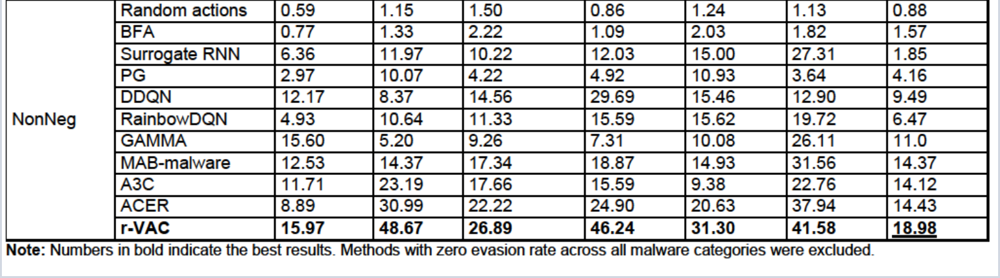 Random actions 0.59 1.15 1.50 0.86 1.24 1.13 0.88
BFA 0.77 1.33 2.22 1.09 2.03 1.82 1.57
Surrogate RNN 6.36 11.97 10.22 12.03 15.00 27.31 1.85
PG 2.97 10.07 4.22 4.92 10.93 3.64 4.16
DDQN 12.17 8.37 14.56 29.69 15.46 12.90 9.49
NonNeg RainbowDQN 4.93 10.64 11.33 15.59 15.62 19.72 6.47
GAMMA 15.60 5.20 9.26 7.31 10.08 26.11 11.0
MAB-malware 12.53 14.37 17.34 18.87 14.93 31.56 14.37
A3C 11.71 23.19 17.66 15.59 9.38 22.76 14.12
ACER 8.89 30.99 22.22 24.90 20.63 37.94 14.43
r-VAC 15.97 48.67 26.89 46.24 31.30 41.58 18.98
Note: Numbers in bold indicate the best results. Methods with zero evasion rate across all malware categories were excluded.